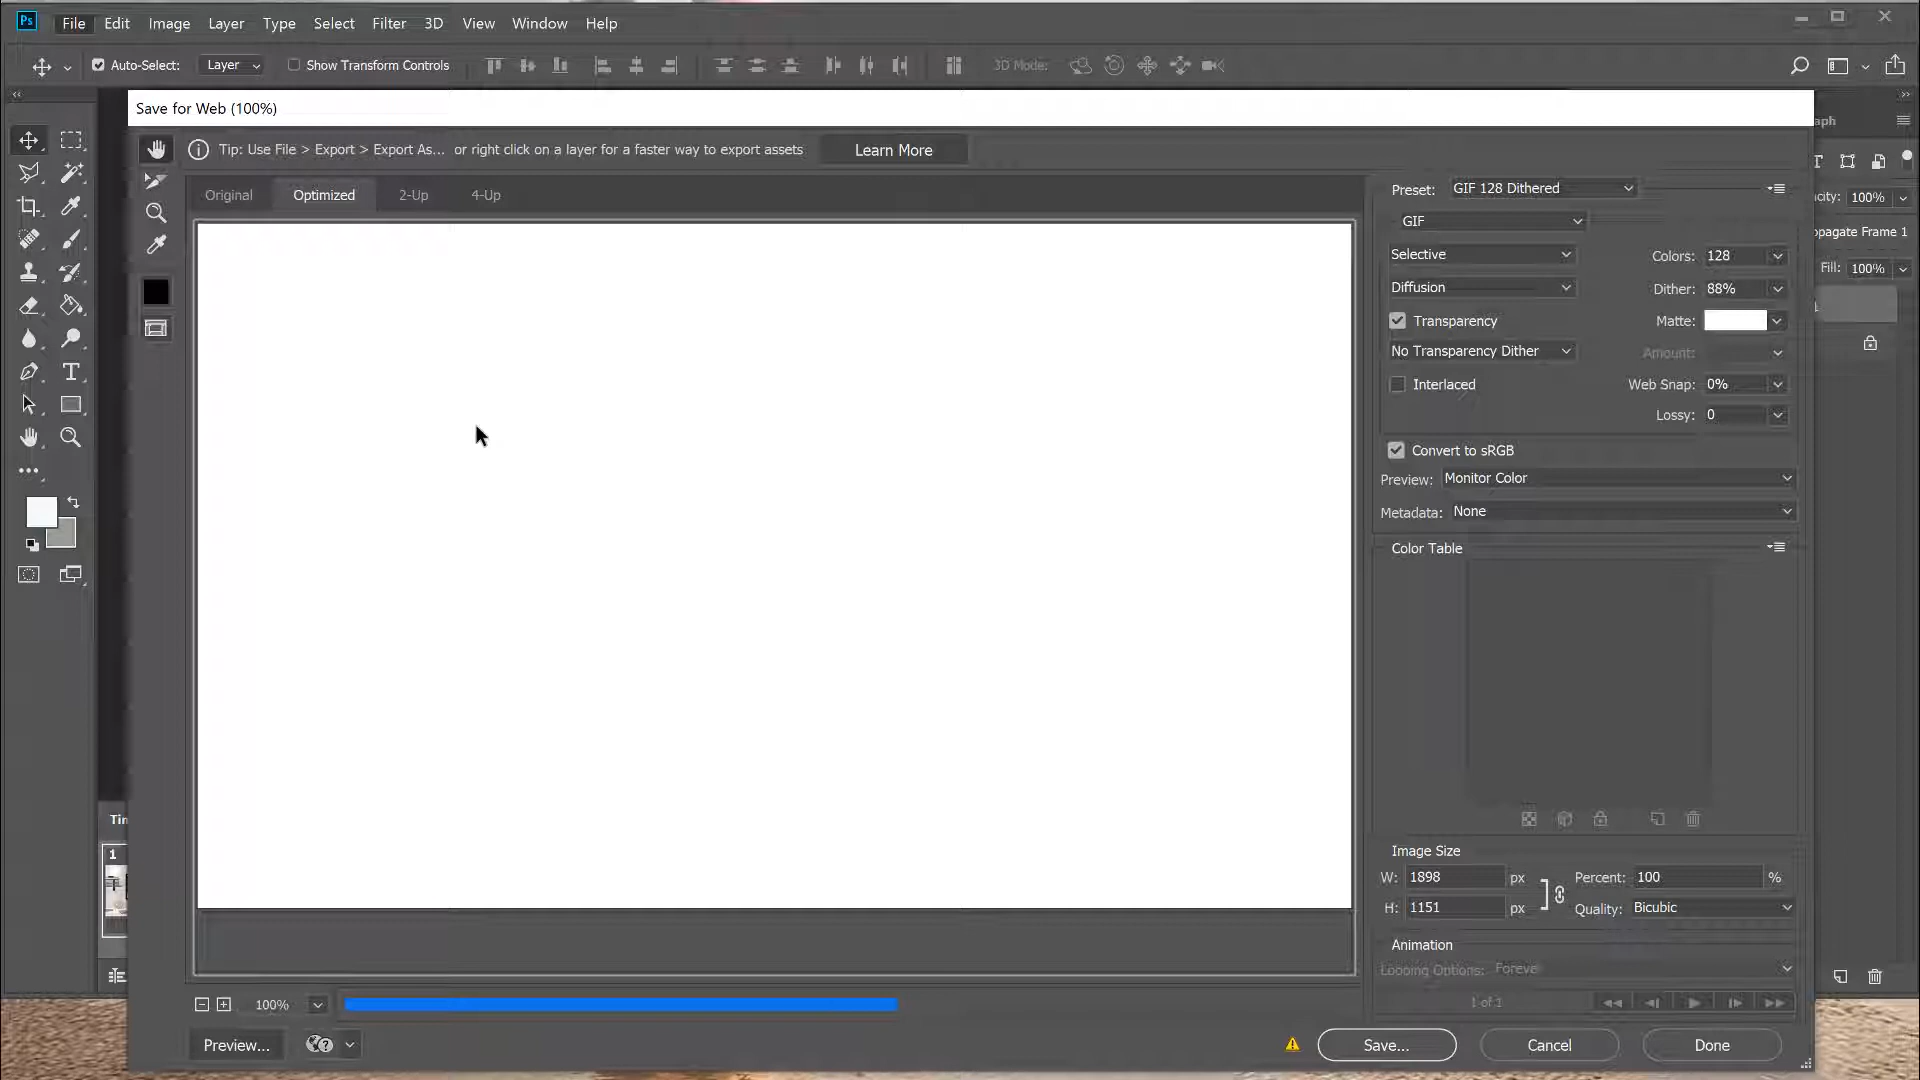 Ps File Edit Image Layer Type Select Filter 3D View Window Help
Auto-Select: Layer Show Transform Controls 3D Mode:
Save for Web (100%)
Tip: Use File > Export > Export As... or right click on a layer for a faster way to export assets Learn More
Original Optimized 2-Up 4-Up
Preset: GIF 128 Dithered
GIF
Selective Colors: 128
Diffusion Dither: 88%
Transparency Matte:
No Transparency Dither Amount:
Interlaced Web Snap: 0%
Lossy: 0
Convert to sRGB
Preview: Monitor Color
Metadata: None
Color Table
Image Size
W: 1898 px Percent: 100 %
H: 1151 px Quality: Bicubic
Animation
Looping Options: Forever
1 of 1
100%
Preview... Save... Cancel Done
aph
city: 100%
opagate Frame 1
Fill: 100%
Tin
1